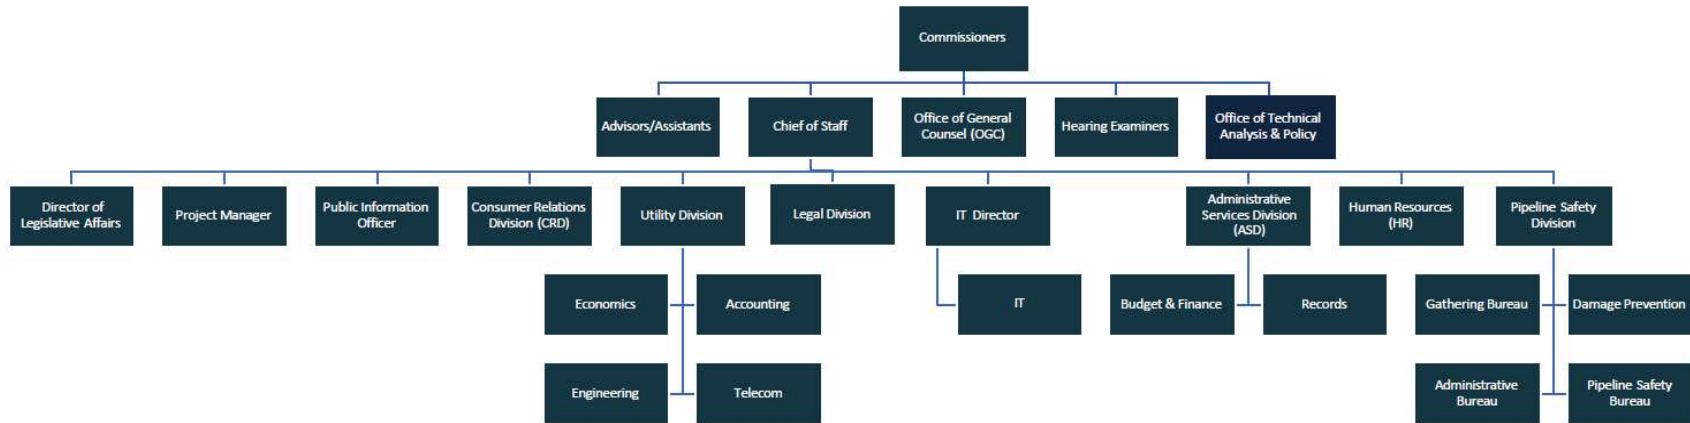 Commissioners
Advisors/Assistants
Chief of Staff
Office of General
Counsel (OGC)
Hearing Examiners
Office of Technical
Analysis & Policy
Director of
Legislative Affairs
Project Manager
Public Information
Officer
Consumer Relations
Division (CRD)
Utility Division
Legal Division
IT Director
Administrative
Services Division
(ASD)
Human Resources
(HR)
Pipeline Safety
Division
Economics
Accounting
IT
Budget & Finance
Records
Gathering Bureau
Damage Prevention
Engineering
Telecom
Administrative
Bureau
Pipeline Safety
Bureau